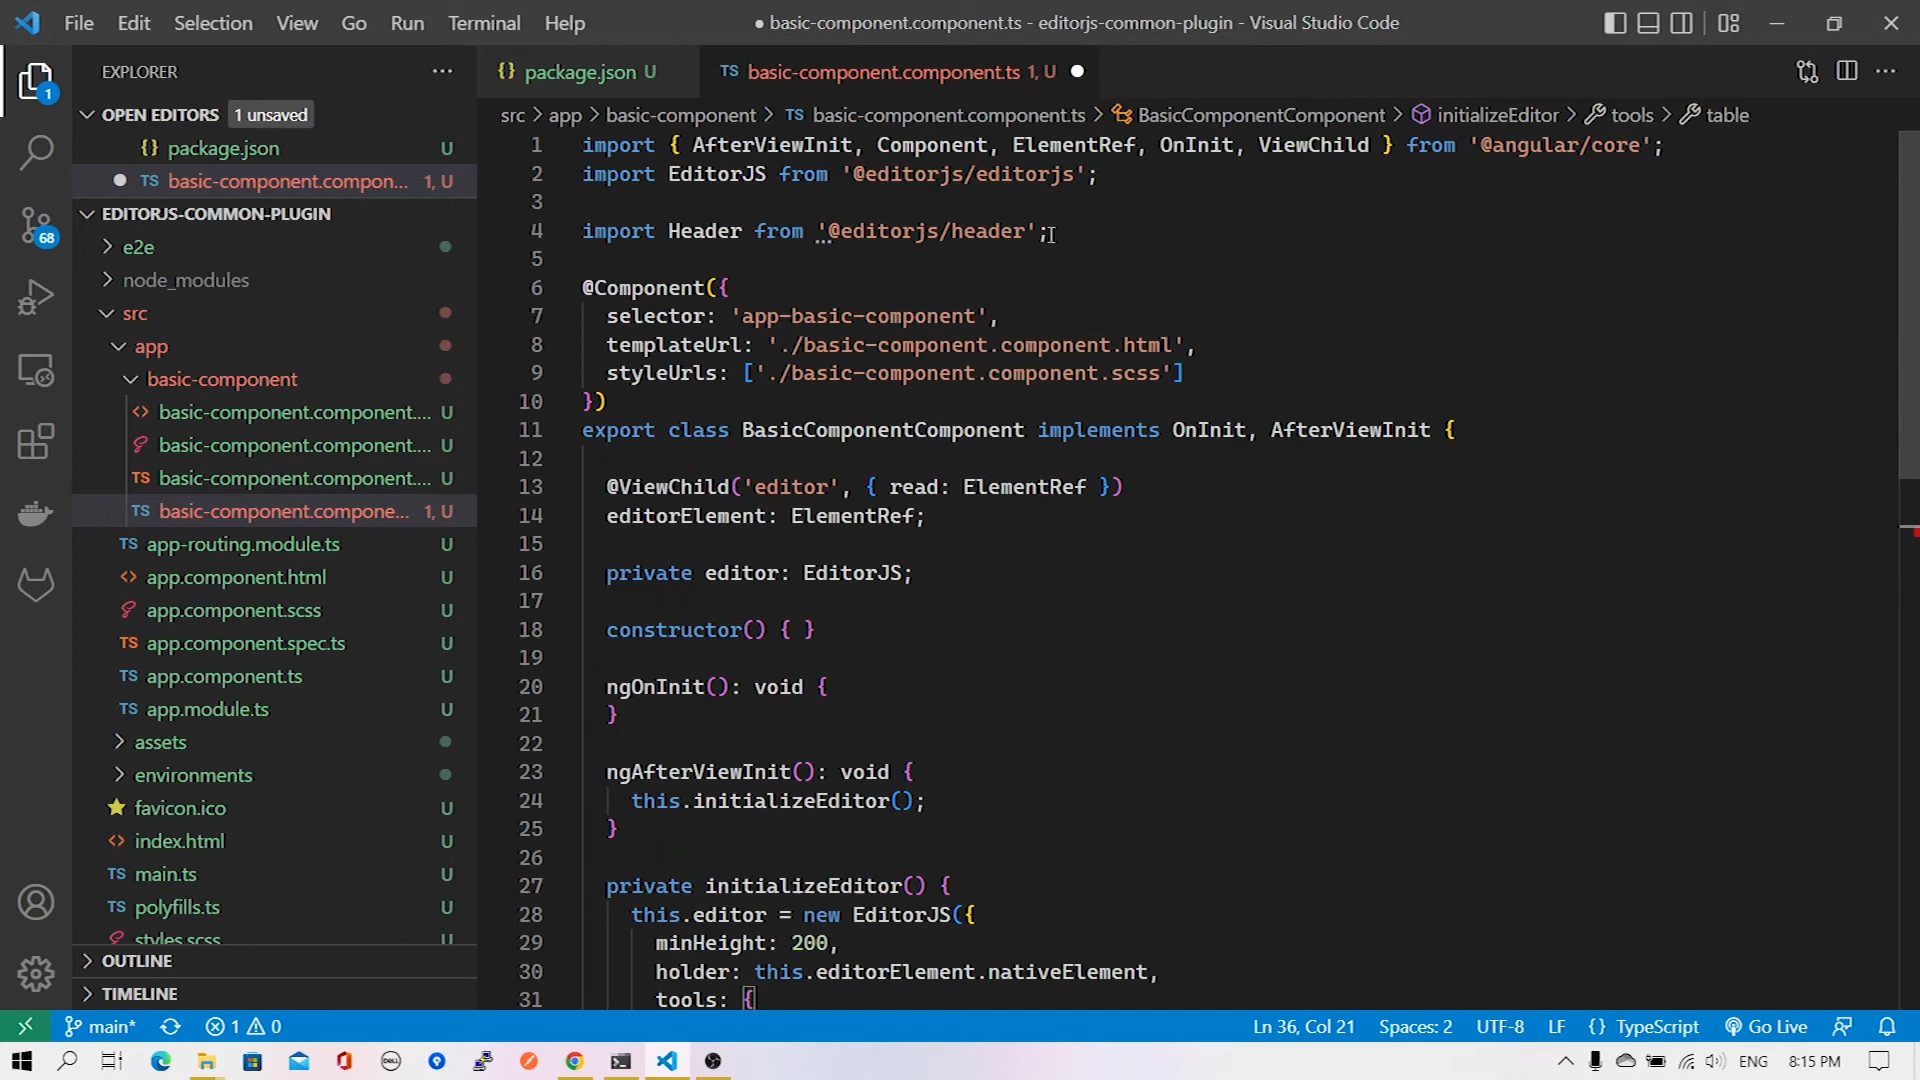 File Edit Selection View Go Run Terminal Help
● basic-component.component.ts - editorjs-common-plugin - Visual Studio Code
EXPLORER
OPEN EDITORS 1 unsaved
{} package.json U
● TS basic-component.compon... 1, U
EDITORJS-COMMON-PLUGIN
e2e
node_modules
src
app
basic-component
<> basic-component.component.... U
basic-component.component.... U
TS basic-component.component.... U
TS basic-component.compone... 1, U
TS app-routing.module.ts U
<> app.component.html U
app.component.scss U
TS app.component.spec.ts U
TS app.component.ts U
TS app.module.ts U
assets
environments
favicon.ico U
<> index.html U
TS main.ts U
TS polyfills.ts U
styles.scss U
OUTLINE
TIMELINE
1
68
{} package.json U
TS basic-component.component.ts 1, U ●
src > app > basic-component > TS basic-component.component.ts > BasicComponentComponent > initializeEditor > tools > table
1 import { AfterViewInit, Component, ElementRef, OnInit, ViewChild } from '@angular/core';
2 import EditorJS from '@editorjs/editorjs';
3
4 import Header from '@editorjs/header';
5
6 @Component({
7 selector: 'app-basic-component',
8 templateUrl: './basic-component.component.html',
9 styleUrls: ['./basic-component.component.scss']
10 })
11 export class BasicComponentComponent implements OnInit, AfterViewInit {
12
13 @ViewChild('editor', { read: ElementRef })
14 editorElement: ElementRef;
15
16 private editor: EditorJS;
17
18 constructor() { }
19
20 ngOnInit(): void {
21 }
22
23 ngAfterViewInit(): void {
24 this.initializeEditor();
25 }
26
27 private initializeEditor() {
28 this.editor = new EditorJS({
29 minHeight: 200,
30 holder: this.editorElement.nativeElement,
31 tools: {
main* 1 0 Ln 36, Col 21 Spaces: 2 UTF-8 LF {} TypeScript Go Live
DELL ENG 8:15 PM